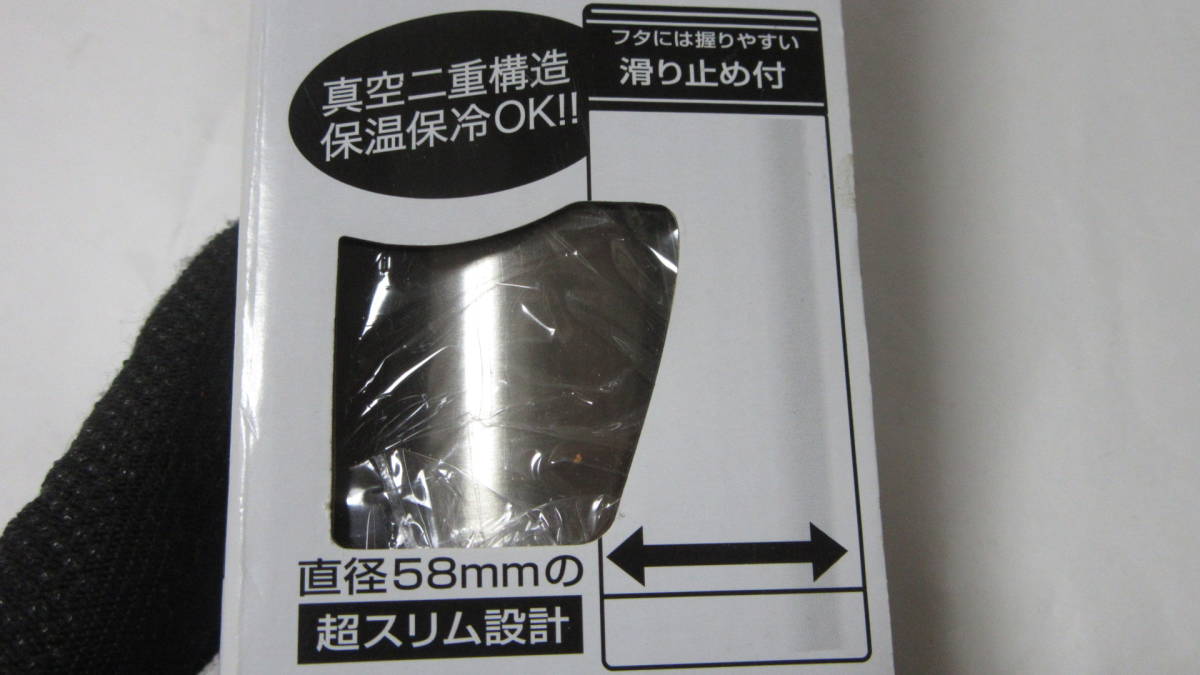 真空二重構造
保温保冷OK!!
フタには握りやすい
滑り止め付
直径58mmの
超スリム設計